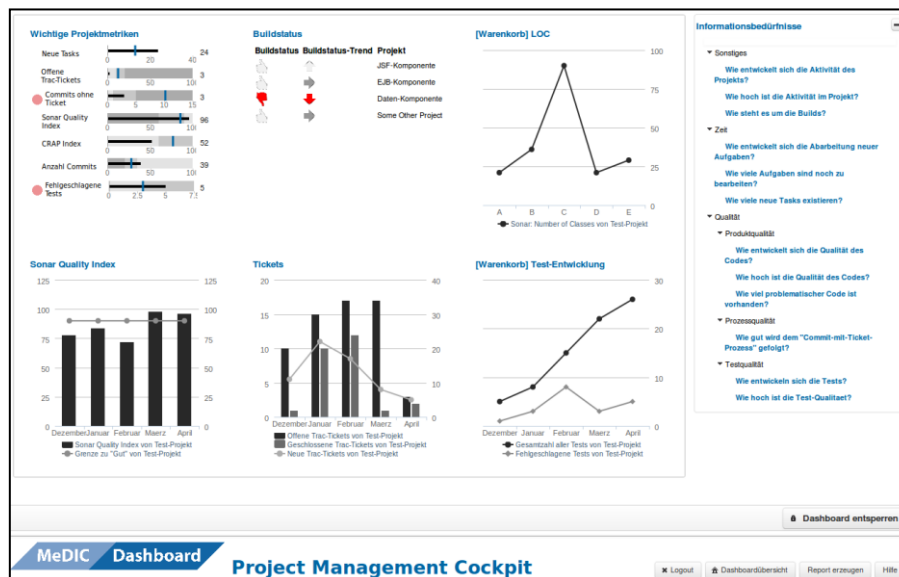 Wichtige Projektmetriken
Neue Tasks
24
0 20 40
Offene
Trac-Tickets
3
0 50 100
Commits ohne
Ticket
3
0 5 10 15
Sonar Quality
Index
96
0 50 100
CRAP Index
52
0 50 100
Anzahl Commits
39
0 50 100
Fehlgeschlagene
Tests
5
0 2.5 5 7.5
Buildstatus
Buildstatus Buildstatus-Trend Projekt
JSF-Komponente
EJB-Komponente
Daten-Komponente
Some Other Project
[Warenkorb] LOC
100
75
50
25
0
A B C D E
Sonar: Number of Classes von Test-Projekt
Sonar Quality Index
125 125
100 100
75 75
50 50
25 25
0 0
Dezember Januar Februar Maerz April
Sonar Quality Index von Test-Projekt
Grenze zu "Gut" von Test-Projekt
Tickets
20 40
15 30
10 20
5 10
0 0
Dezember Januar Februar Maerz April
Offene Trac-Tickets von Test-Projekt
Geschlossene Trac-Tickets von Test-Projekt
Neue Trac-Tickets von Test-Projekt
[Warenkorb] Test-Entwicklung
30
20
10
0
Dezember Januar Februar Maerz April
Gesamtzahl aller Tests von Test-Projekt
Fehlgeschlagene Tests von Test-Projekt
Informationsbedürfnisse
Sonstiges
Wie entwickelt sich die Aktivität des
Projekts?
Wie hoch ist die Aktivität im Projekt?
Wie steht es um die Builds?
Zeit
Wie entwickelt sich die Abarbeitung neuer
Aufgaben?
Wie viele Aufgaben sind noch zu
bearbeiten?
Wie viele neue Tasks existieren?
Qualität
Produktqualität
Wie entwickelt sich die Qualität des
Codes?
Wie hoch ist die Qualität des Codes?
Wie viel problematischer Code ist
vorhanden?
Prozessqualität
Wie gut wird dem "Commit-mit-Ticket-
Prozess" gefolgt?
Testqualität
Wie entwickeln sich die Tests?
Wie hoch ist die Test-Qualitaet?
Dashboard entsperren
MeDIC Dashboard
Project Management Cockpit
Logout
Dashboardübersicht
Report erzeugen
Hilfe